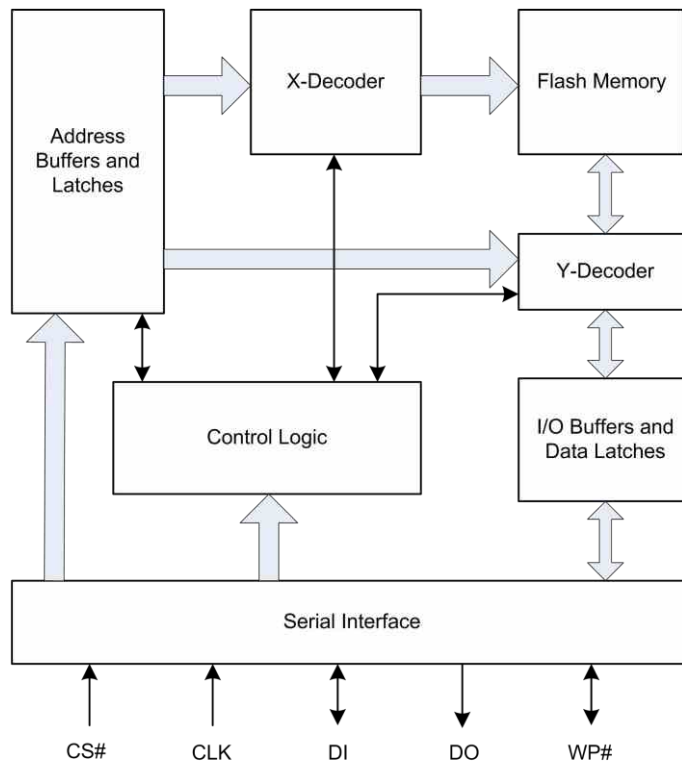 Address
Buffers and
Latches
X-Decoder
Flash Memory
Y-Decoder
Control Logic
I/O Buffers and
Data Latches
Serial Interface
CS#
CLK
DI
DO
WP#